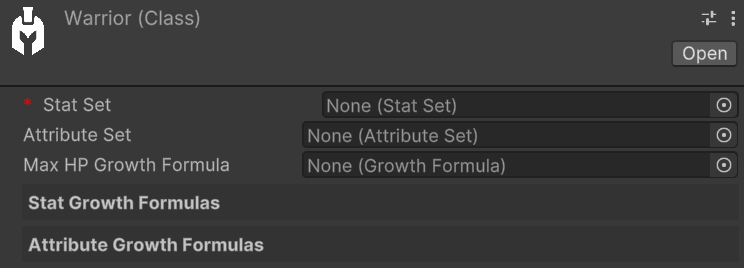 Warrior (Class)
Open
* Stat Set None (Stat Set)
Attribute Set None (Attribute Set)
Max HP Growth Formula None (Growth Formula)
Stat Growth Formulas
Attribute Growth Formulas